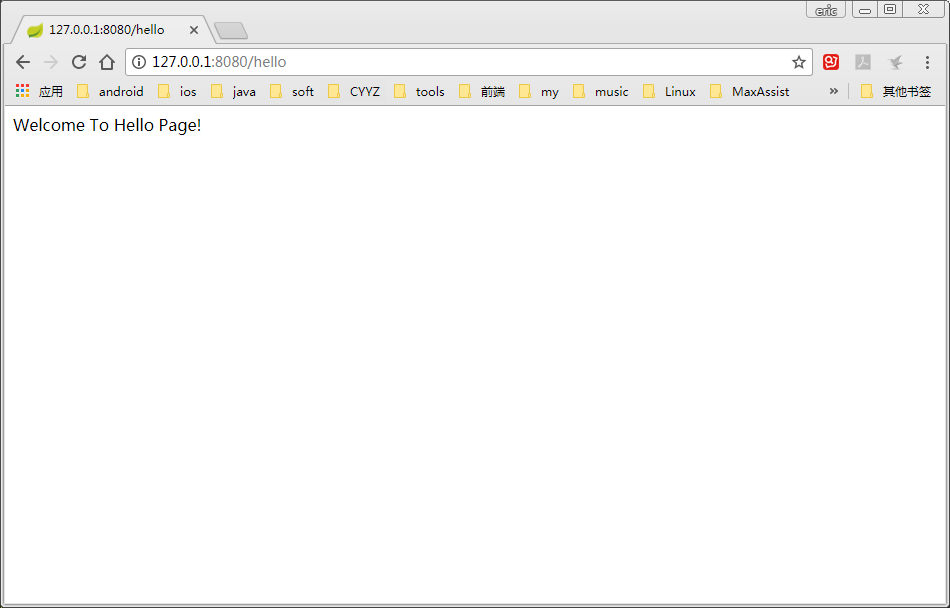 eric
127.0.0.1:8080/hello
127.0.0.1:8080/hello
应用 android ios java soft CYYZ tools 前端 my music Linux MaxAssist » 其他书签
Welcome To Hello Page!